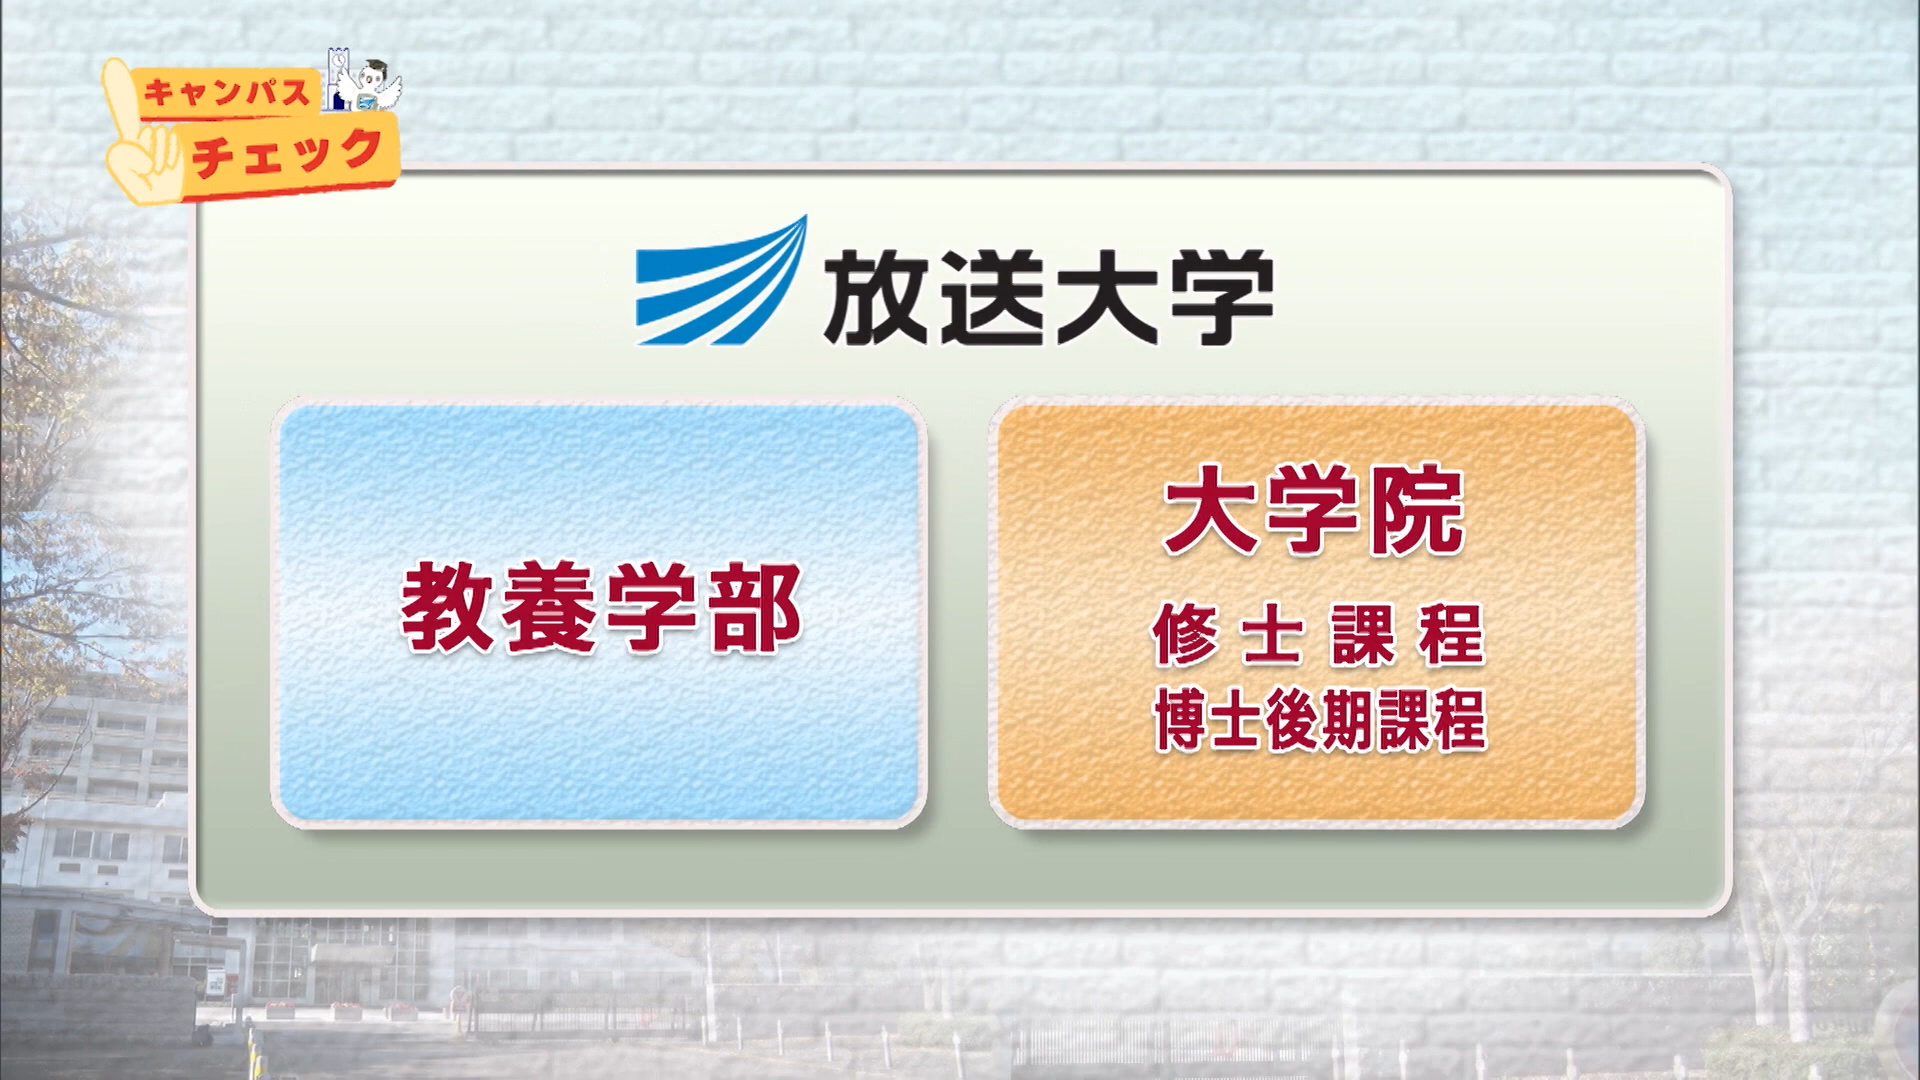 キャンパス
チェック
放送大学
教養学部
大学院
修士課程
博士後期課程